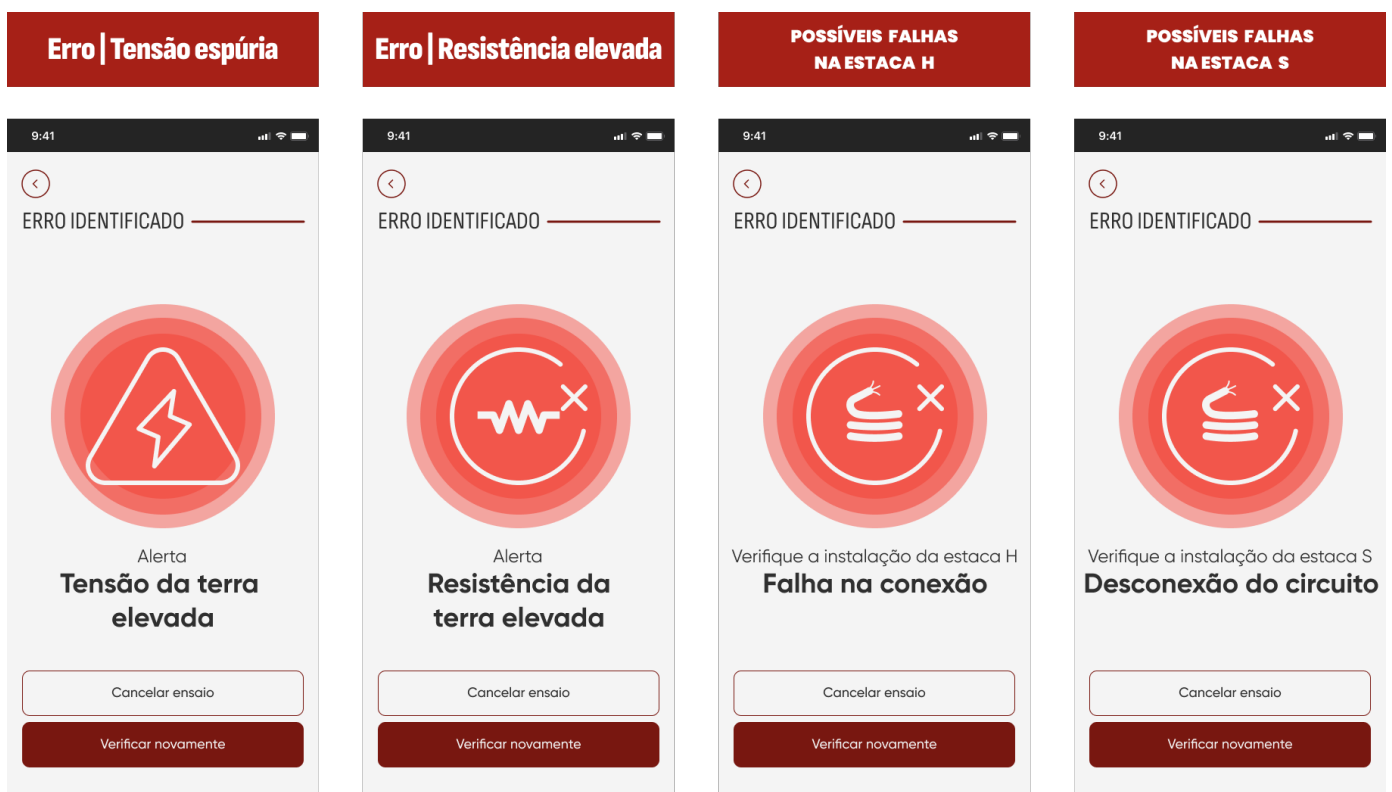 Erro | Tensão espúria
9:41
ERRO IDENTIFICADO
Alerta
Tensão da terra
elevada
Cancelar ensaio
Verificar novamente
Erro | Resistência elevada
9:41
ERRO IDENTIFICADO
Alerta
Resistência da
terra elevada
Cancelar ensaio
Verificar novamente
POSSÍVEIS FALHAS
NA ESTACA H
9:41
ERRO IDENTIFICADO
Verifique a instalação da estaca H
Falha na conexão
Cancelar ensaio
Verificar novamente
POSSÍVEIS FALHAS
NA ESTACA S
9:41
ERRO IDENTIFICADO
Verifique a instalação da estaca S
Desconexão do circuito
Cancelar ensaio
Verificar novamente